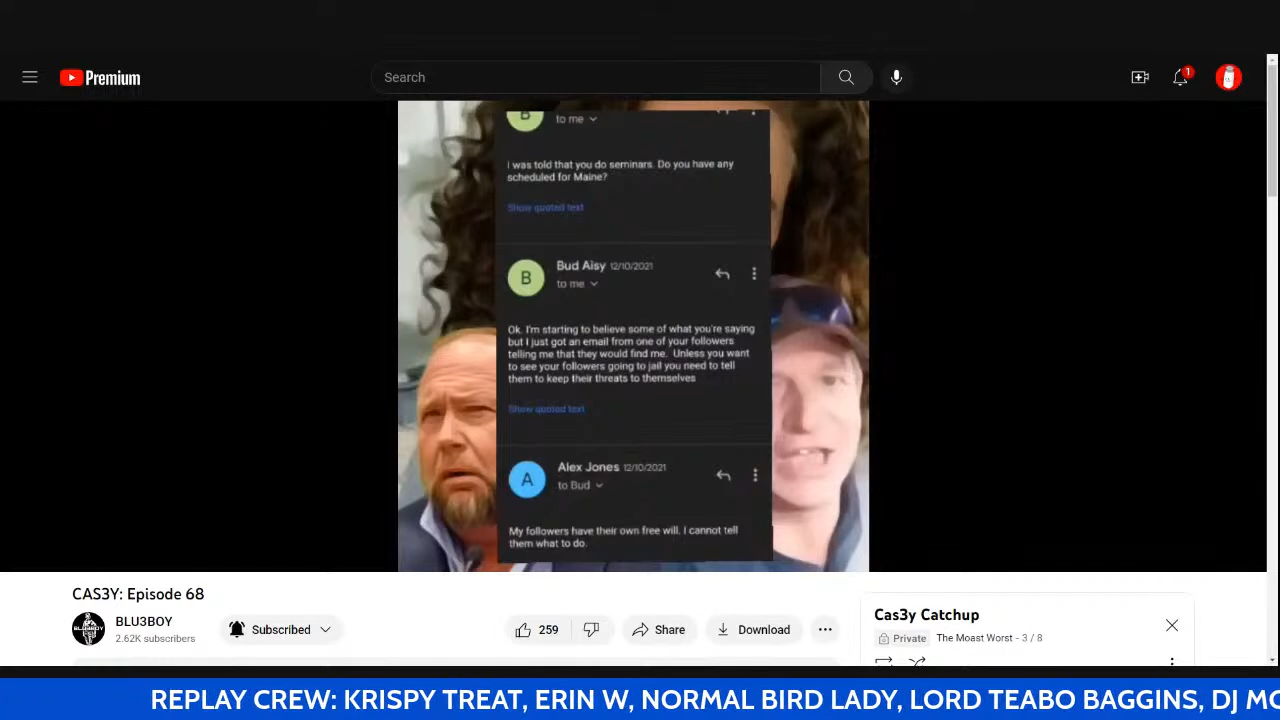 Premium
Search
1
B
to me
I was told that you do seminars. Do you have any
scheduled for Maine?
Show quoted text
B
Bud Aisy 12/10/2021
to me
Ok. I'm starting to believe some of what you're saying
but I just got an email from one of your followers
telling me that they would find me. Unless you want
to see your followers going to jail you need to tell
them to keep their threats to themselves
Show quoted text
A
Alex Jones 12/10/2021
to Bud
My followers have their own free will. I cannot tell
them what to do.
CAS3Y: Episode 68
BLU3BOY
2.62K subscribers
Subscribed
259
Share
Download
Cas3y Catchup
Private
The Moast Worst - 3 / 8
REPLAY CREW: KRISPY TREAT, ERIN W, NORMAL BIRD LADY, LORD TEABO BAGGINS, DJ MO